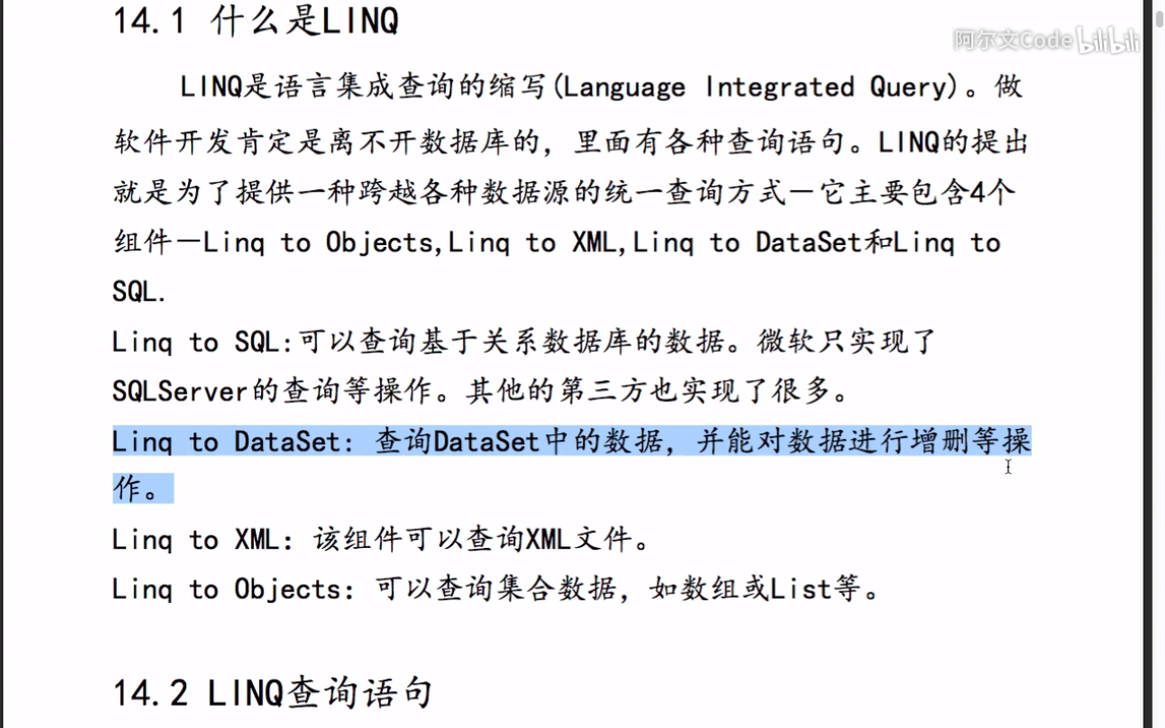 14.1 什么是LINQ
阿尔文Code bilibili
LINQ是语言集成查询的缩写(Language Integrated Query)。做
软件开发肯定是离不开数据库的，里面有各种查询语句。LINQ的提出
就是为了提供一种跨越各种数据源的统一查询方式—它主要包含4个
组件—Linq to Objects,Linq to XML,Linq to DataSet和Linq to
SQL.
Linq to SQL:可以查询基于关系数据库的数据。微软只实现了
SQLServer的查询等操作。其他的第三方也实现了很多。
Linq to DataSet: 查询DataSet中的数据，并能对数据进行增删等操
作。
Linq to XML: 该组件可以查询XML文件。
Linq to Objects: 可以查询集合数据，如数组或List等。
14.2 LINQ查询语句